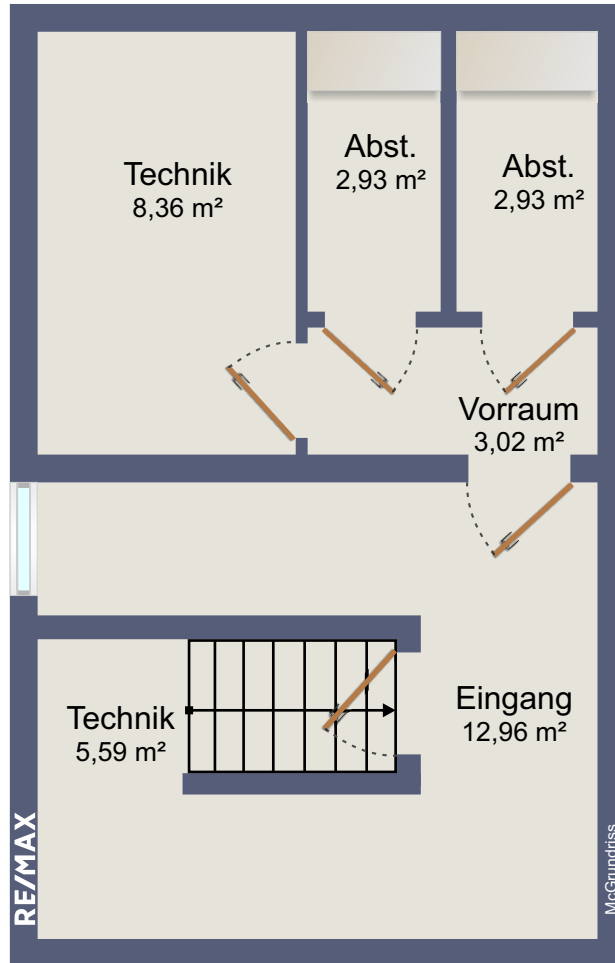 Technik
8,36 m²
Abst.
2,93 m²
Abst.
2,93 m²
Vorraum
3,02 m²
Technik
5,59 m²
Eingang
12,96 m²
RE/MAX
McGrundriss